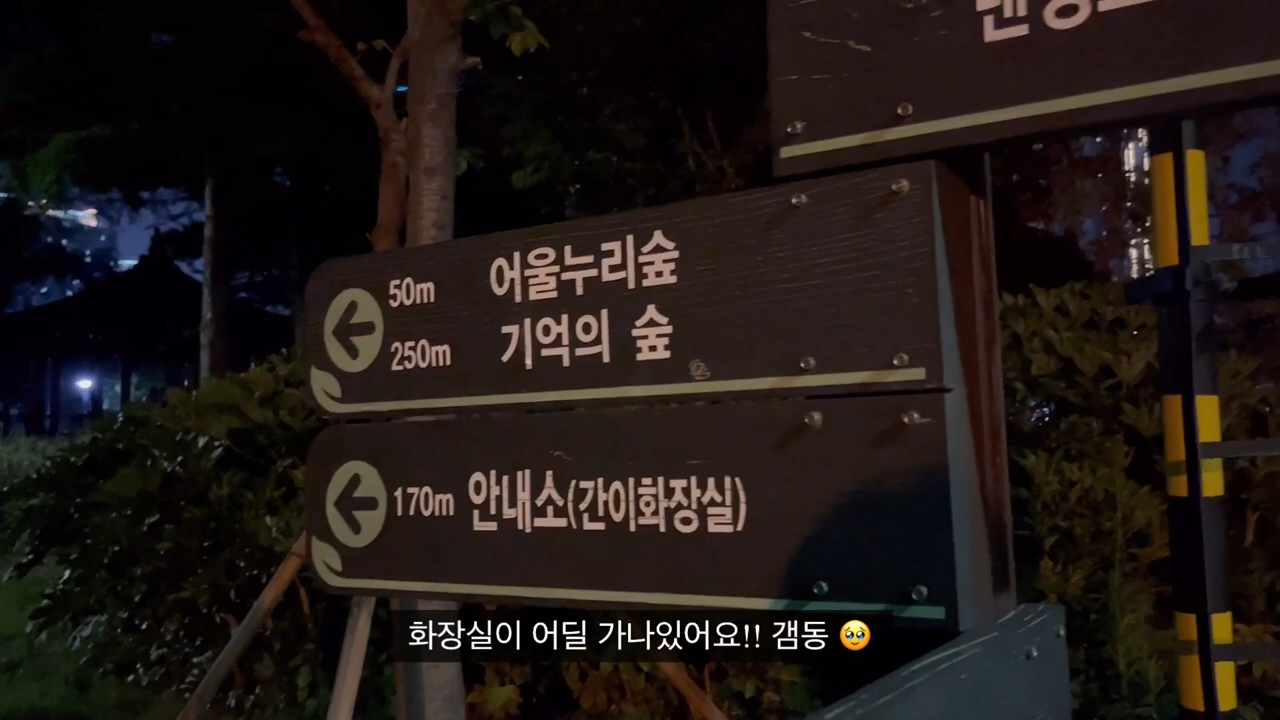 50m 어울누리숲
250m 기억의 숲
170m 안내소(간이화장실)
화장실이 어딜 가나있어요!! 갬동 🥹